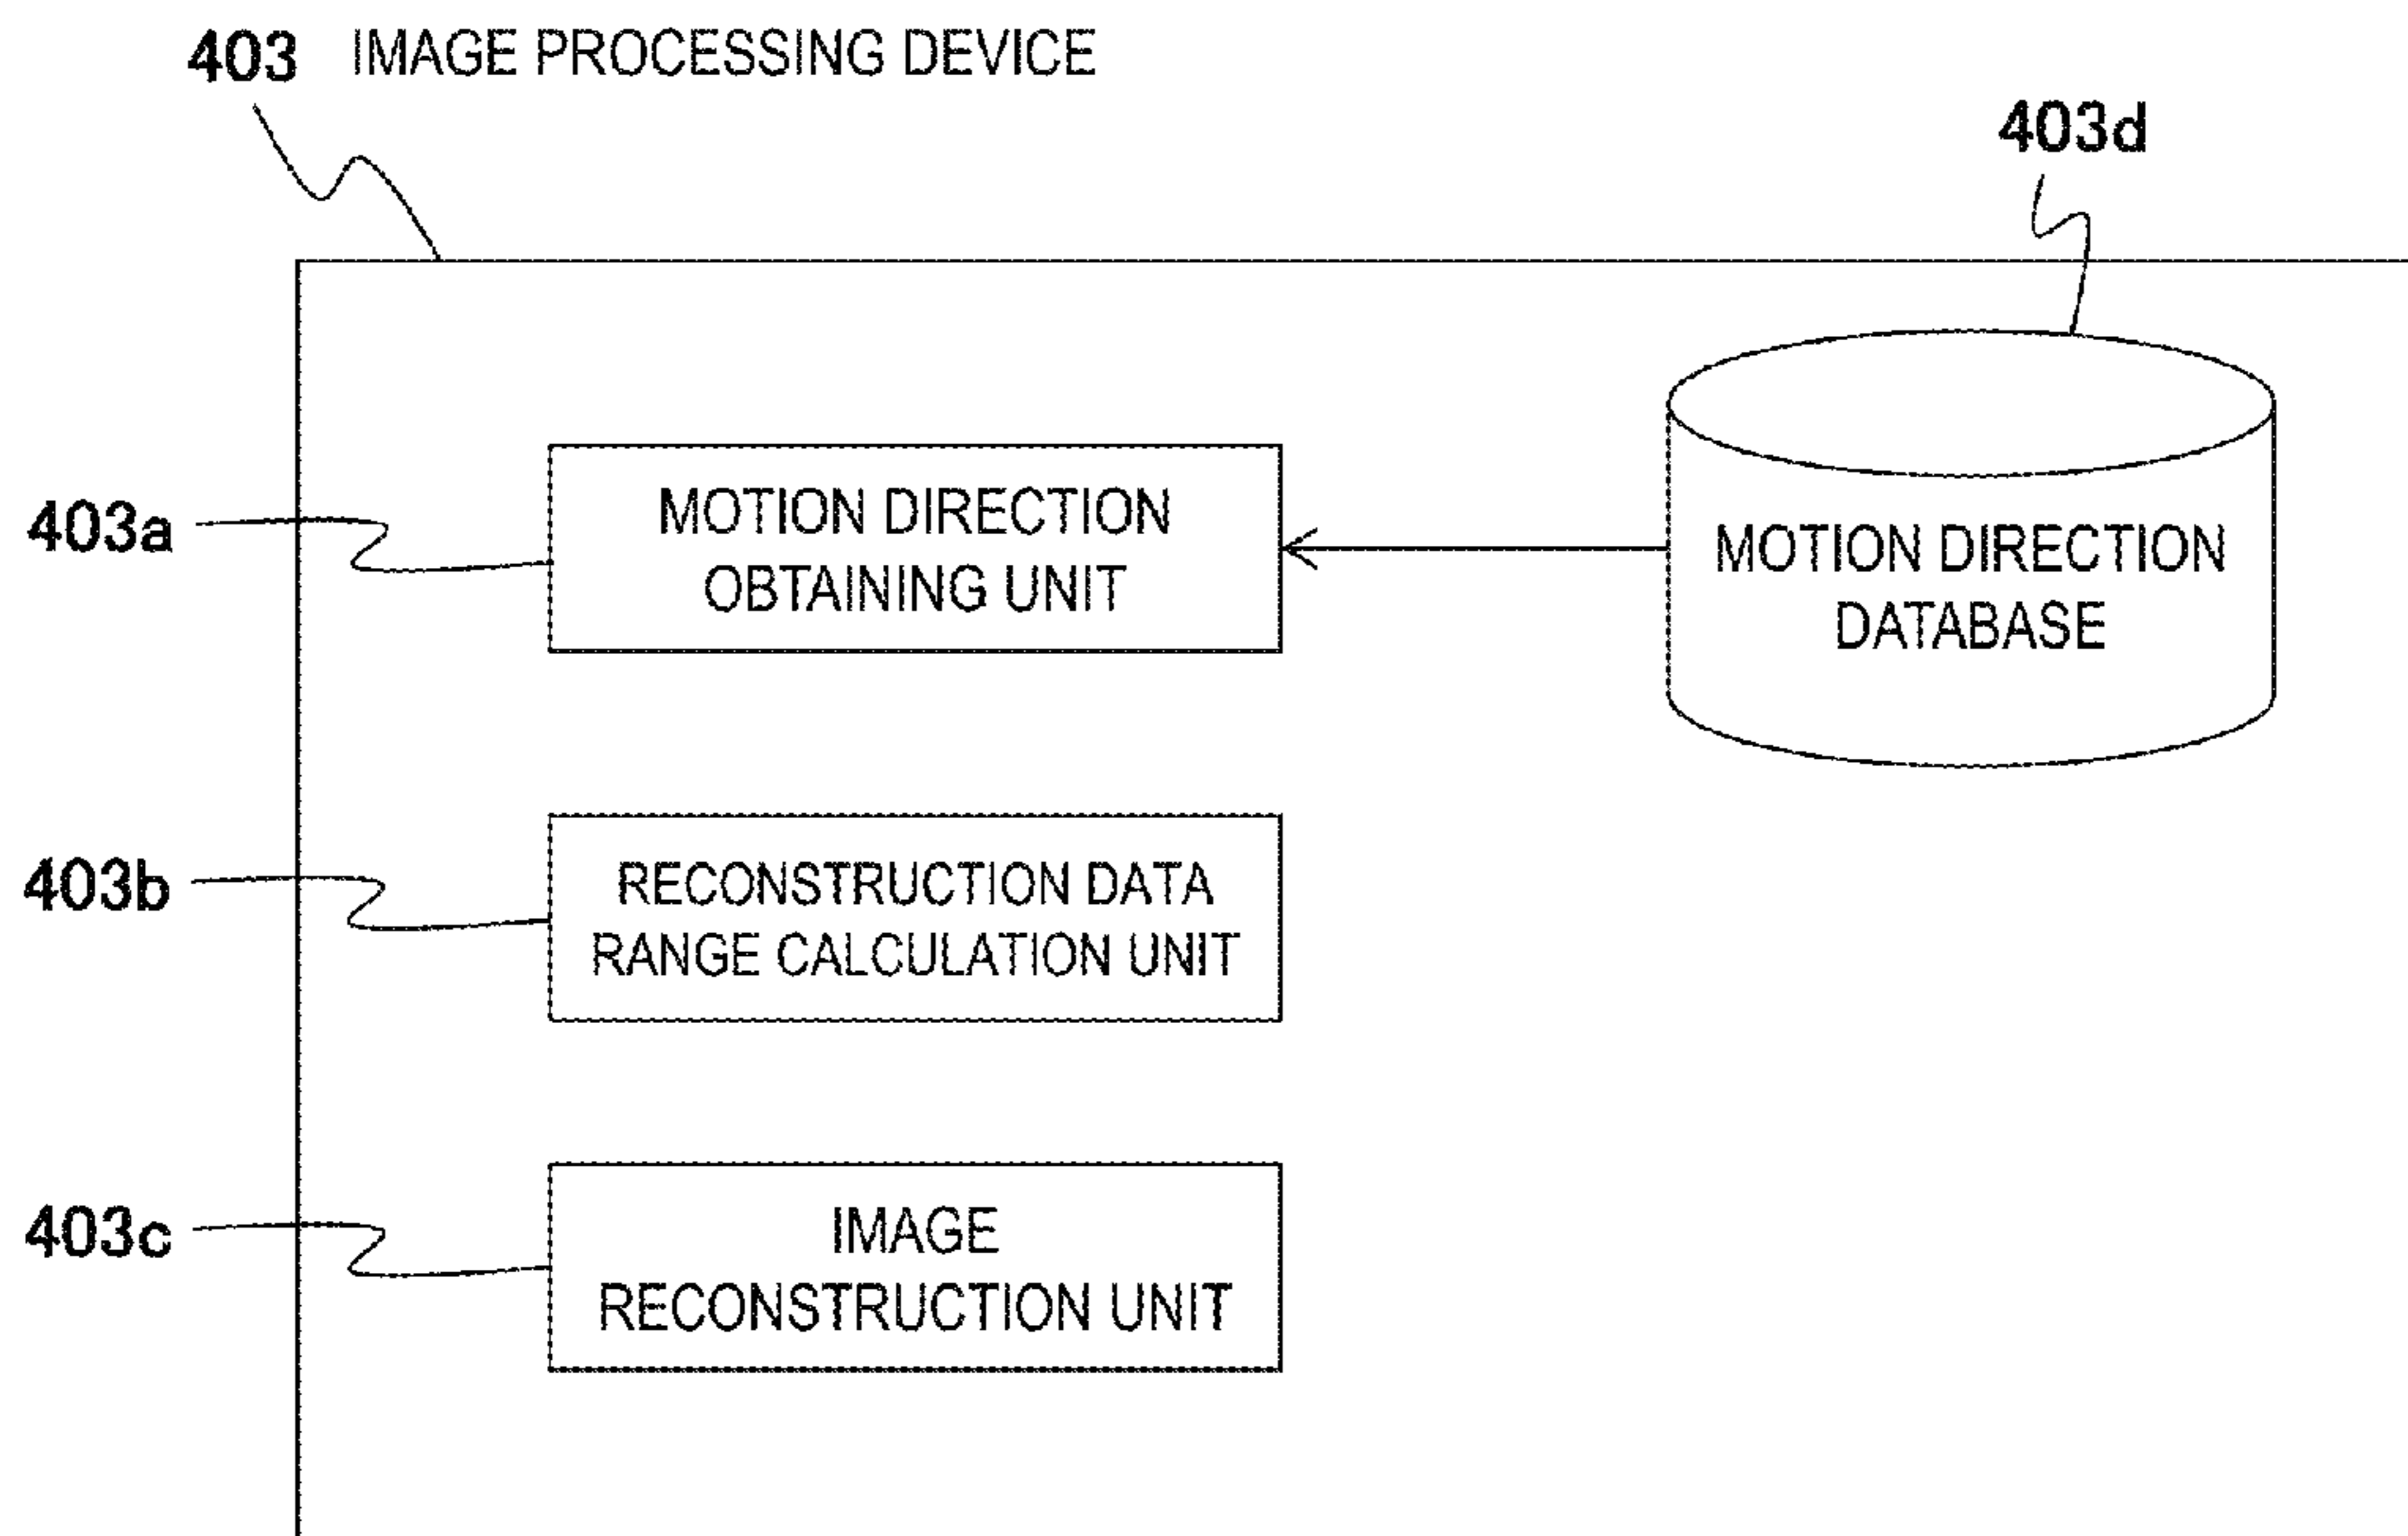 403 IMAGE PROCESSING DEVICE
403d
403a
MOTION DIRECTION
OBTAINING UNIT
MOTION DIRECTION
DATABASE
403b
RECONSTRUCTION DATA
RANGE CALCULATION UNIT
403c
IMAGE
RECONSTRUCTION UNIT